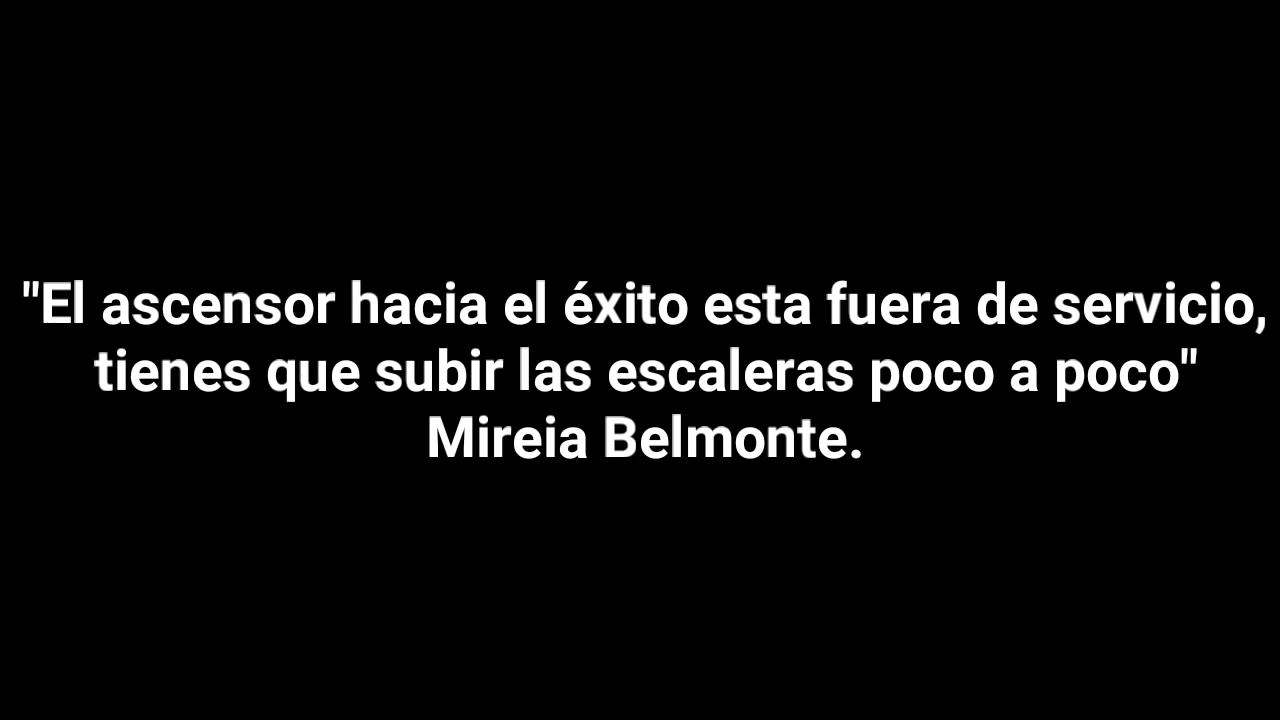 "El ascensor hacia el éxito esta fuera de servicio,
tienes que subir las escaleras poco a poco"
Mireia Belmonte.